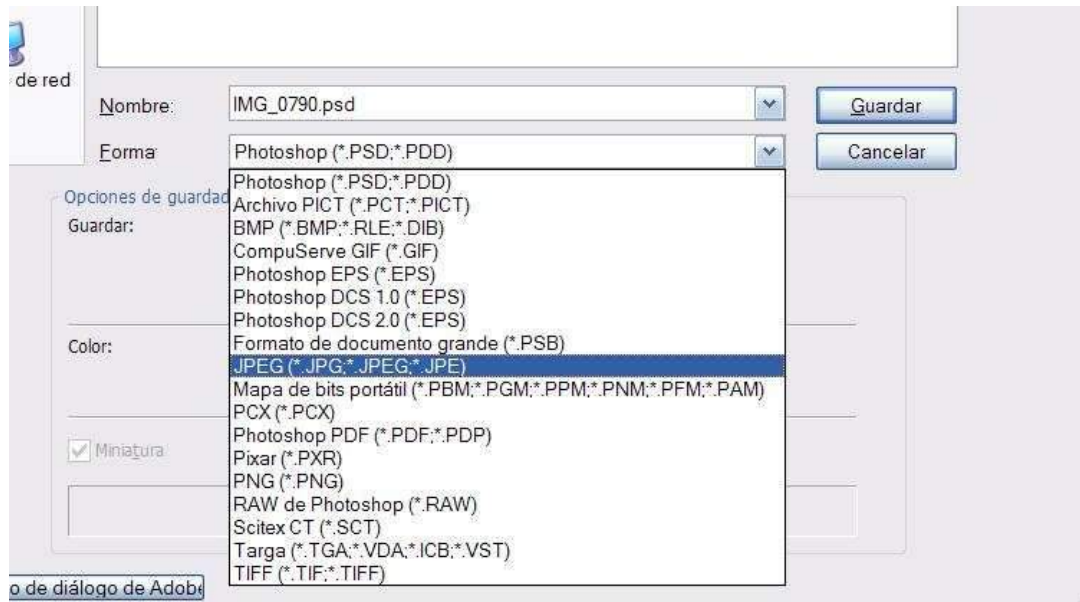 de red
Nombre:
IMG_0790.psd
Guardar
Forma
Photoshop (*.PSD;*.PDD)
Cancelar
Photoshop (*.PSD;*.PDD)
Opciones de guardad
Archivo PICT (*.PCT;*.PICT)
Guardar:
BMP (*.BMP;*.RLE;*.DIB)
CompuServe GIF (*.GIF)
Photoshop EPS (*.EPS)
Photoshop DCS 1.0 (*.EPS)
Photoshop DCS 2.0 (*.EPS)
Formato de documento grande (*.PSB)
Color:
JPEG (*.JPG;*.JPEG;*.JPE)
Mapa de bits portátil (*.PBM;*.PGM;*.PPM;*.PNM;*.PFM;*.PAM)
PCX (*.PCX)
Photoshop PDF (*.PDF;*.PDP)
Miniatura
Pixar (*.PXR)
PNG (*.PNG)
RAW de Photoshop (*.RAW)
Scitex CT (*.SCT)
Targa (*.TGA;*.VDA;*.ICB;*.VST)
TIFF (*.TIF;*.TIFF)
o de diálogo de Adobe